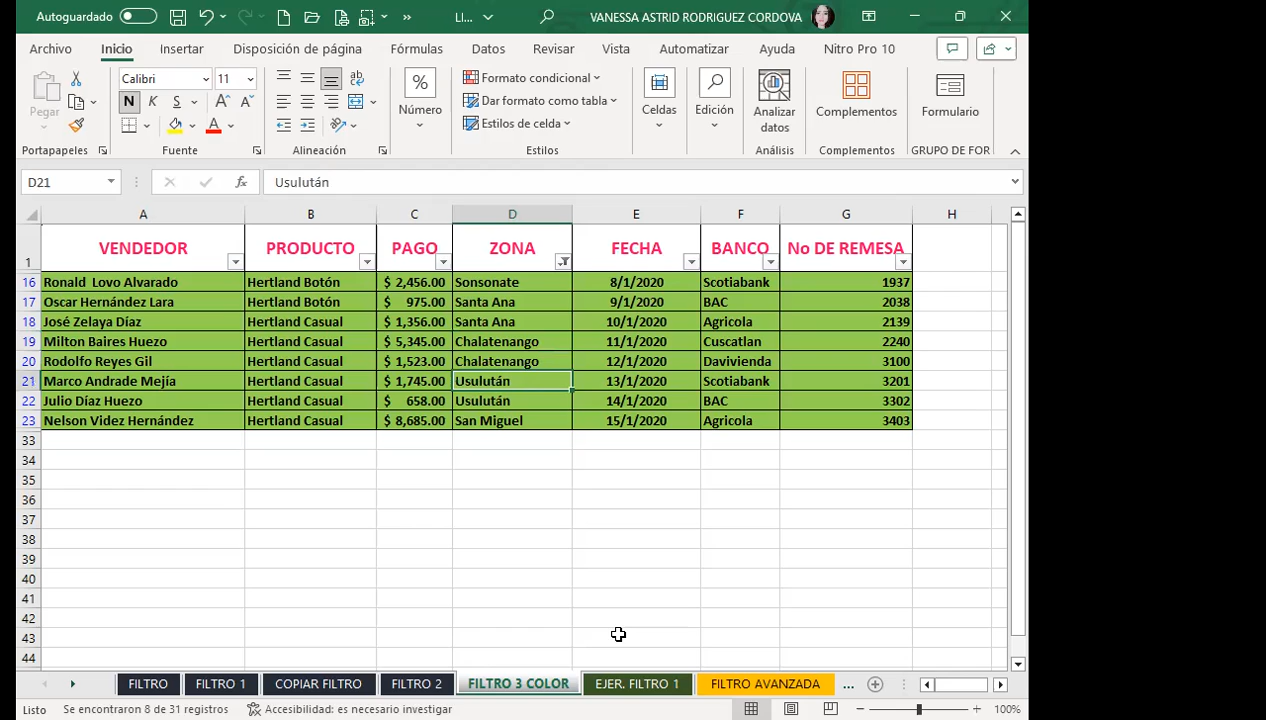 Autoguardado LI... VANESSA ASTRID RODRIGUEZ CORDOVA
Archivo Inicio Insertar Disposición de página Fórmulas Datos Revisar Vista Automatizar Ayuda Nitro Pro 10
Pegar Calibri 11 N K S % Número Formato condicional Dar formato como tabla Estilos de celda Celdas Edición Analizar datos Complementos Formulario
Portapapeles Fuente Alineación Estilos Análisis Complementos GRUPO DE FOR
D21 fx Usulután
A B C D E F G H
1 VENDEDOR PRODUCTO PAGO ZONA FECHA BANCO No DE REMESA
16 Ronald Lovo Alvarado Hertland Botón $ 2,456.00 Sonsonate 8/1/2020 Scotiabank 1937
17 Oscar Hernández Lara Hertland Botón $ 975.00 Santa Ana 9/1/2020 BAC 2038
18 José Zelaya Díaz Hertland Casual $ 1,356.00 Santa Ana 10/1/2020 Agricola 2139
19 Milton Baires Huezo Hertland Casual $ 5,345.00 Chalatenango 11/1/2020 Cuscatlan 2240
20 Rodolfo Reyes Gil Hertland Casual $ 1,523.00 Chalatenango 12/1/2020 Davivienda 3100
21 Marco Andrade Mejía Hertland Casual $ 1,745.00 Usulután 13/1/2020 Scotiabank 3201
22 Julio Díaz Huezo Hertland Casual $ 658.00 Usulután 14/1/2020 BAC 3302
23 Nelson Videz Hernández Hertland Casual $ 8,685.00 San Miguel 15/1/2020 Agricola 3403
33
34
35
36
37
38
39
40
41
42
43
44
FILTRO FILTRO 1 COPIAR FILTRO FILTRO 2 FILTRO 3 COLOR EJER. FILTRO 1 FILTRO AVANZADA ...
Listo Se encontraron 8 de 31 registros Accesibilidad: es necesario investigar 100%